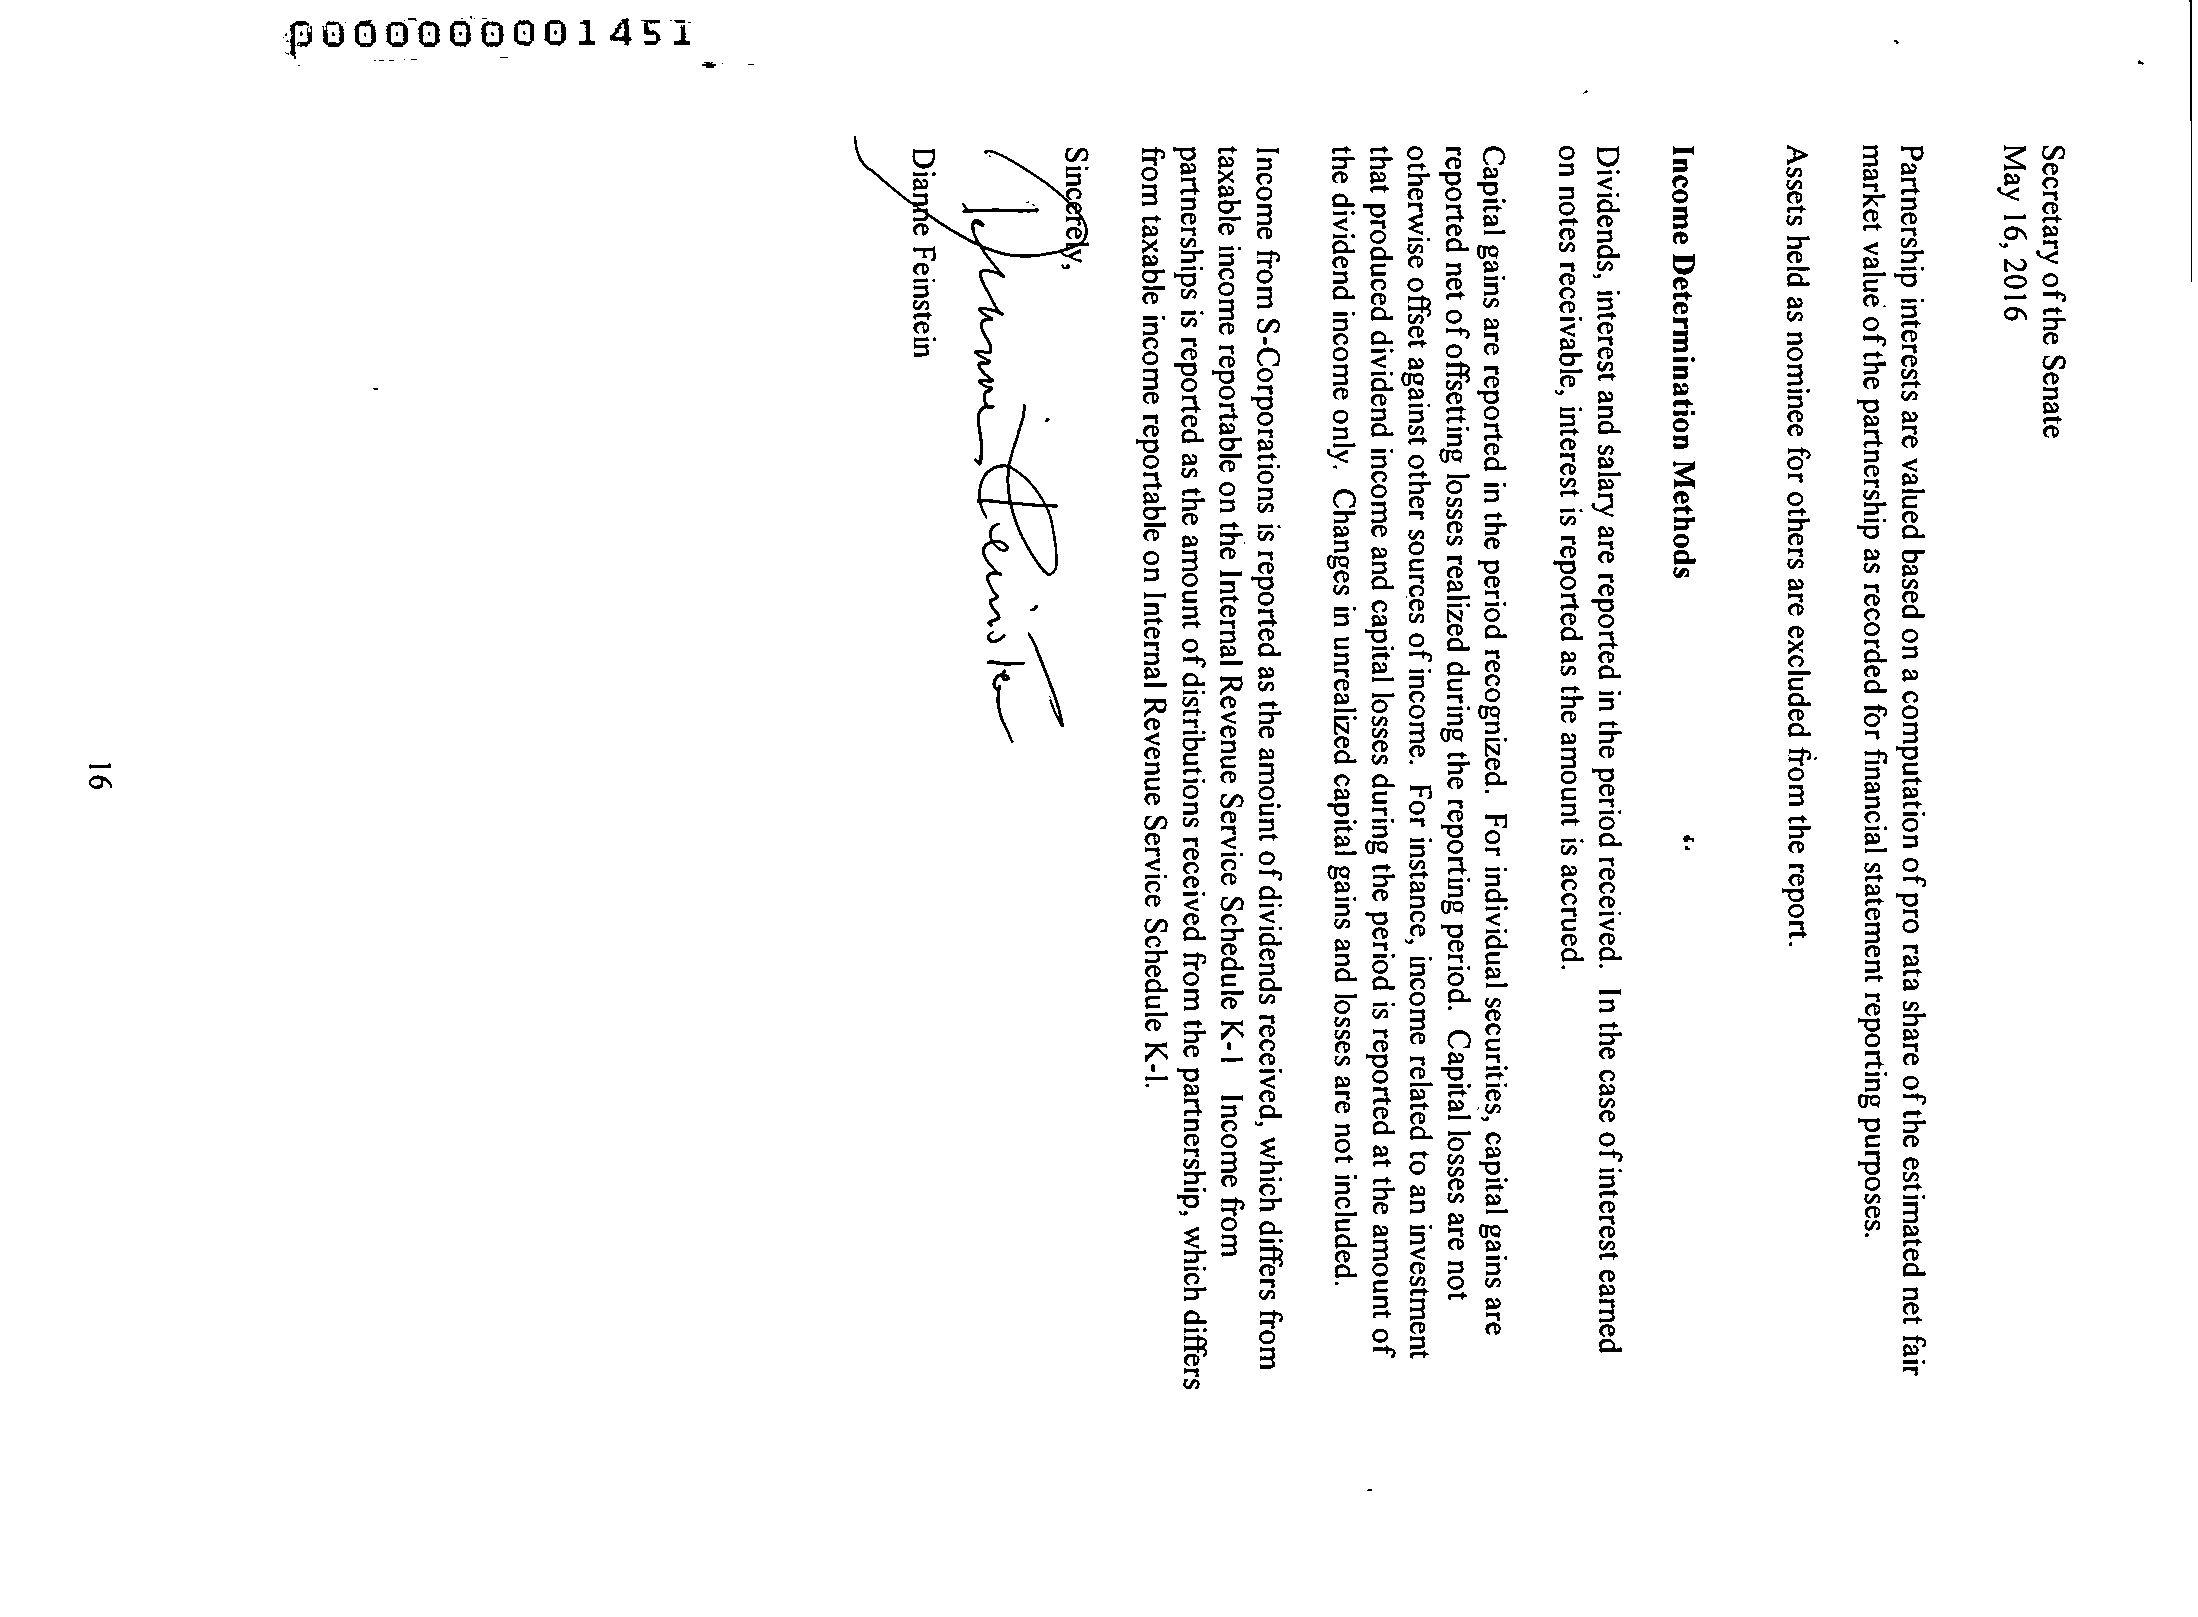 Secretary of the Senate
May 16, 2016
Partnership interests are valued based on a computation of pro rata share of the estimated net fair
market value of the partnership as recorded for financial statement reporting purposes.
Assets held as nominee for others are excluded from the report.
Income Determination Methods
Dividends, interest and salary are reported in the period received. In the case of interest earned
on notes receivable, interest is reported as the amount is accrued.
Capital gains are reported in the period recognized. For individual securities, capital gains are
reported net of offsetting losses realized during the reporting period. Capital losses are not
otherwise offset against other sources of income. For instance, income related to an investment
that produced dividend income and capital losses during the period is reported at the amount of
the dividend income only. Changes in unrealized capital gains and losses are not included.
Income from S-Corporations is reported as the amount of dividends received, which differs from
taxable income reportable on the Internal Revenue Service Schedule K-1 Income from
partnerships is reported as the amount of distributions received from the partnership, which differs
from taxable income reportable on Internal Revenue Service Schedule K-1.
Sincerely,
Dianne Feinstein
Dianne Feinstein
16
P000000001451